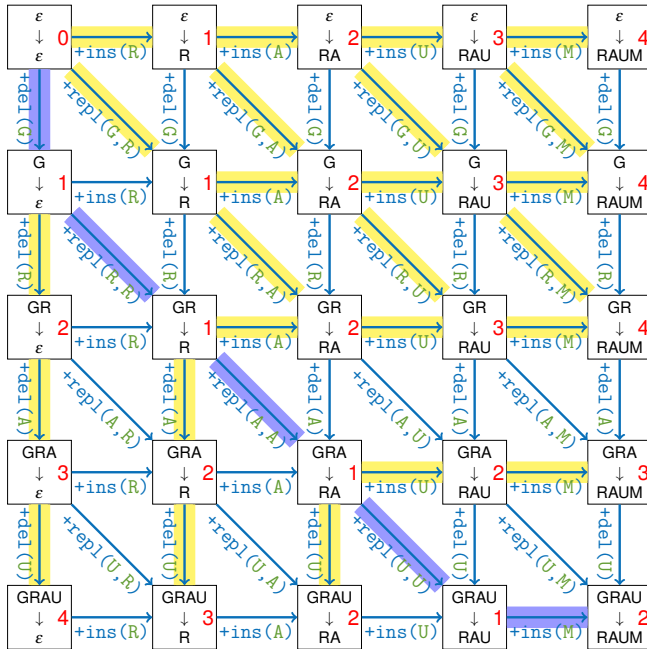 ε ε ε ε ε
↓ 0 ↓ 1 ↓ 2 ↓ 3 ↓ 4
ε +ins(R) R +ins(A) RA +ins(U) RAU +ins(M) RAUM
+del(G) +repl(G,R) +del(G) +repl(G,A) +del(G) +repl(G,U) +del(G) +repl(G,M) +del(G)
G G G G G
↓ 1 ↓ 1 ↓ 2 ↓ 3 ↓ 4
ε +ins(R) R +ins(A) RA +ins(U) RAU +ins(M) RAUM
+del(R) +repl(R,R) +del(R) +repl(R,A) +del(R) +repl(R,U) +del(R) +repl(R,M) +del(R)
GR GR GR GR GR
↓ 2 ↓ 1 ↓ 2 ↓ 3 ↓ 4
ε +ins(R) R +ins(A) RA +ins(U) RAU +ins(M) RAUM
+del(A) +repl(A,R) +del(A) +repl(A,A) +del(A) +repl(A,U) +del(A) +repl(A,M) +del(A)
GRA GRA GRA GRA GRA
↓ 3 ↓ 2 ↓ 1 ↓ 2 ↓ 3
ε +ins(R) R +ins(A) RA +ins(U) RAU +ins(M) RAUM
+del(U) +repl(U,R) +del(U) +repl(U,A) +del(U) +repl(U,U) +del(U) +repl(U,M) +del(U)
GRAU GRAU GRAU GRAU GRAU
↓ 4 ↓ 3 ↓ 2 ↓ 1 ↓ 2
ε +ins(R) R +ins(A) RA +ins(U) RAU +ins(M) RAUM